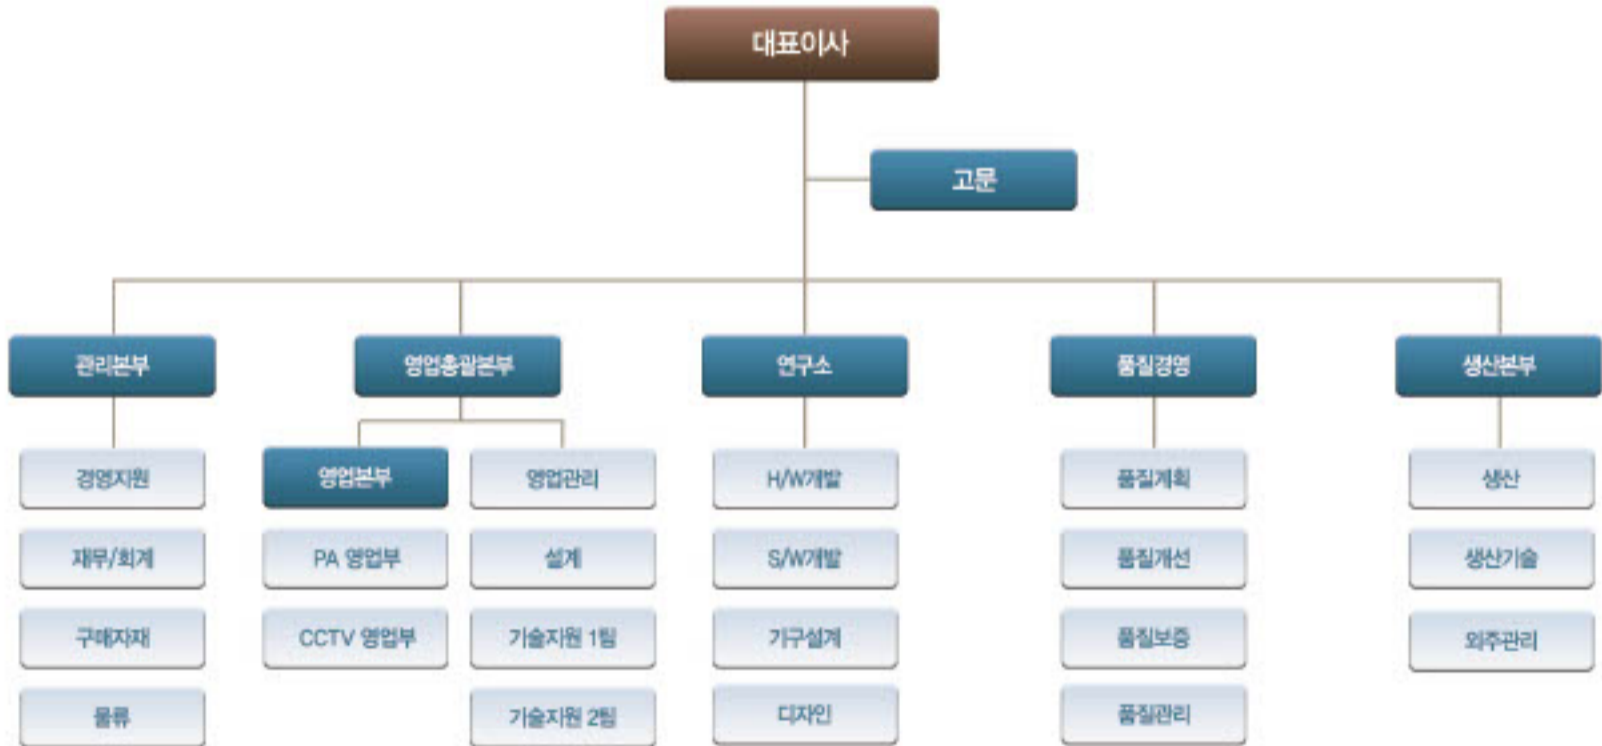 대표이사
고문
관리본부
영업총괄본부
연구소
품질경영
생산본부
경영지원
영업본부
영업관리
H/W개발
품질계획
생산
재무/회계
PA 영업부
설계
S/W개발
품질개선
생산기술
구매자재
CCTV 영업부
기술지원 1팀
기구설계
품질보증
외주관리
물류
기술지원 2팀
디자인
품질관리